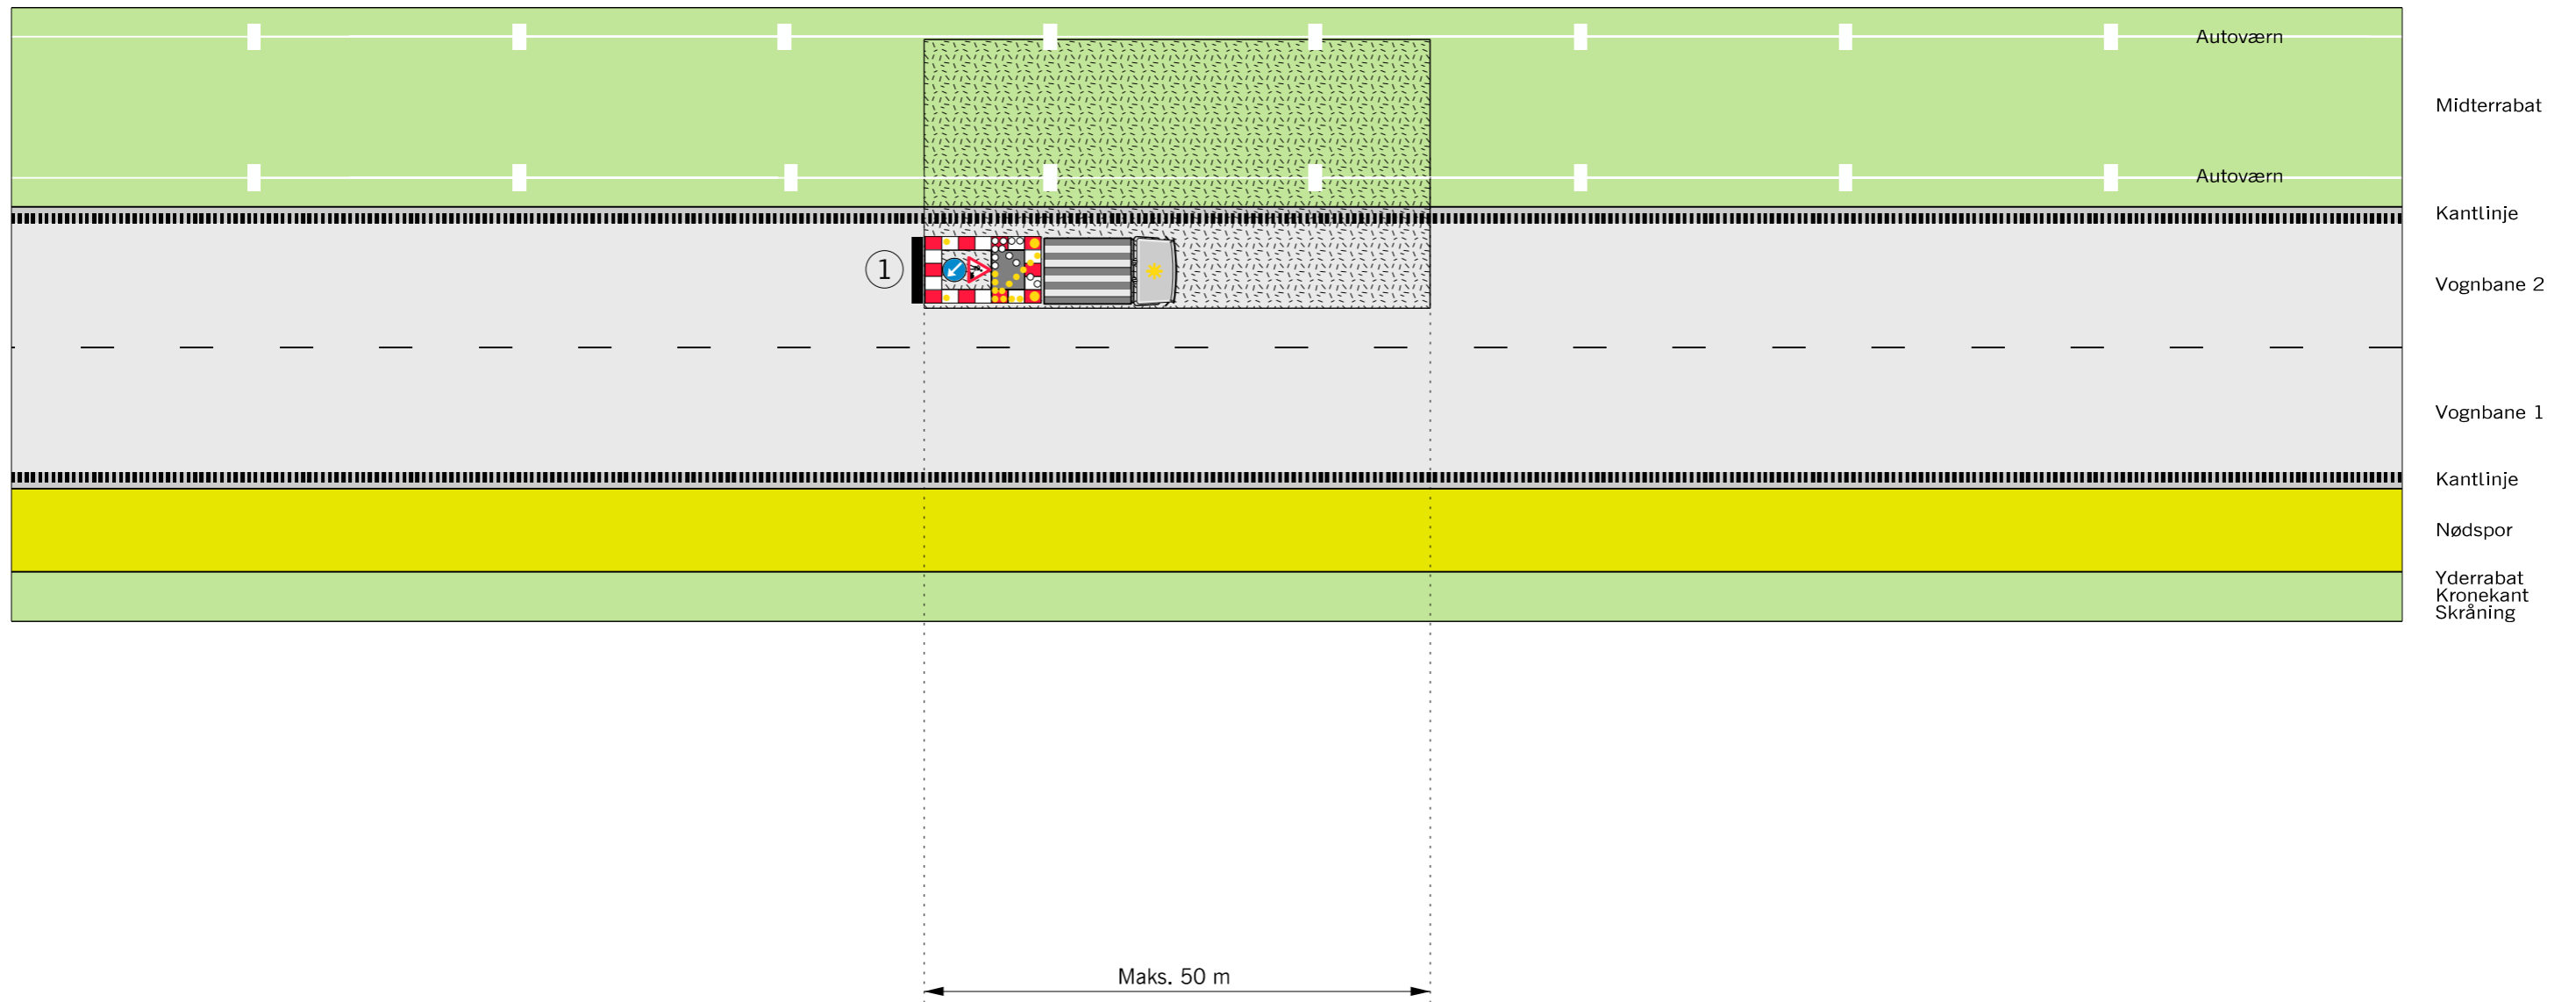 Autoværn
Midterrabat
Autoværn
Kantlinje
1
Vognbane 2
Vognbane 1
Kantlinje
Nødspor
Yderrabat
Kronekant
Skråning
Maks. 50 m